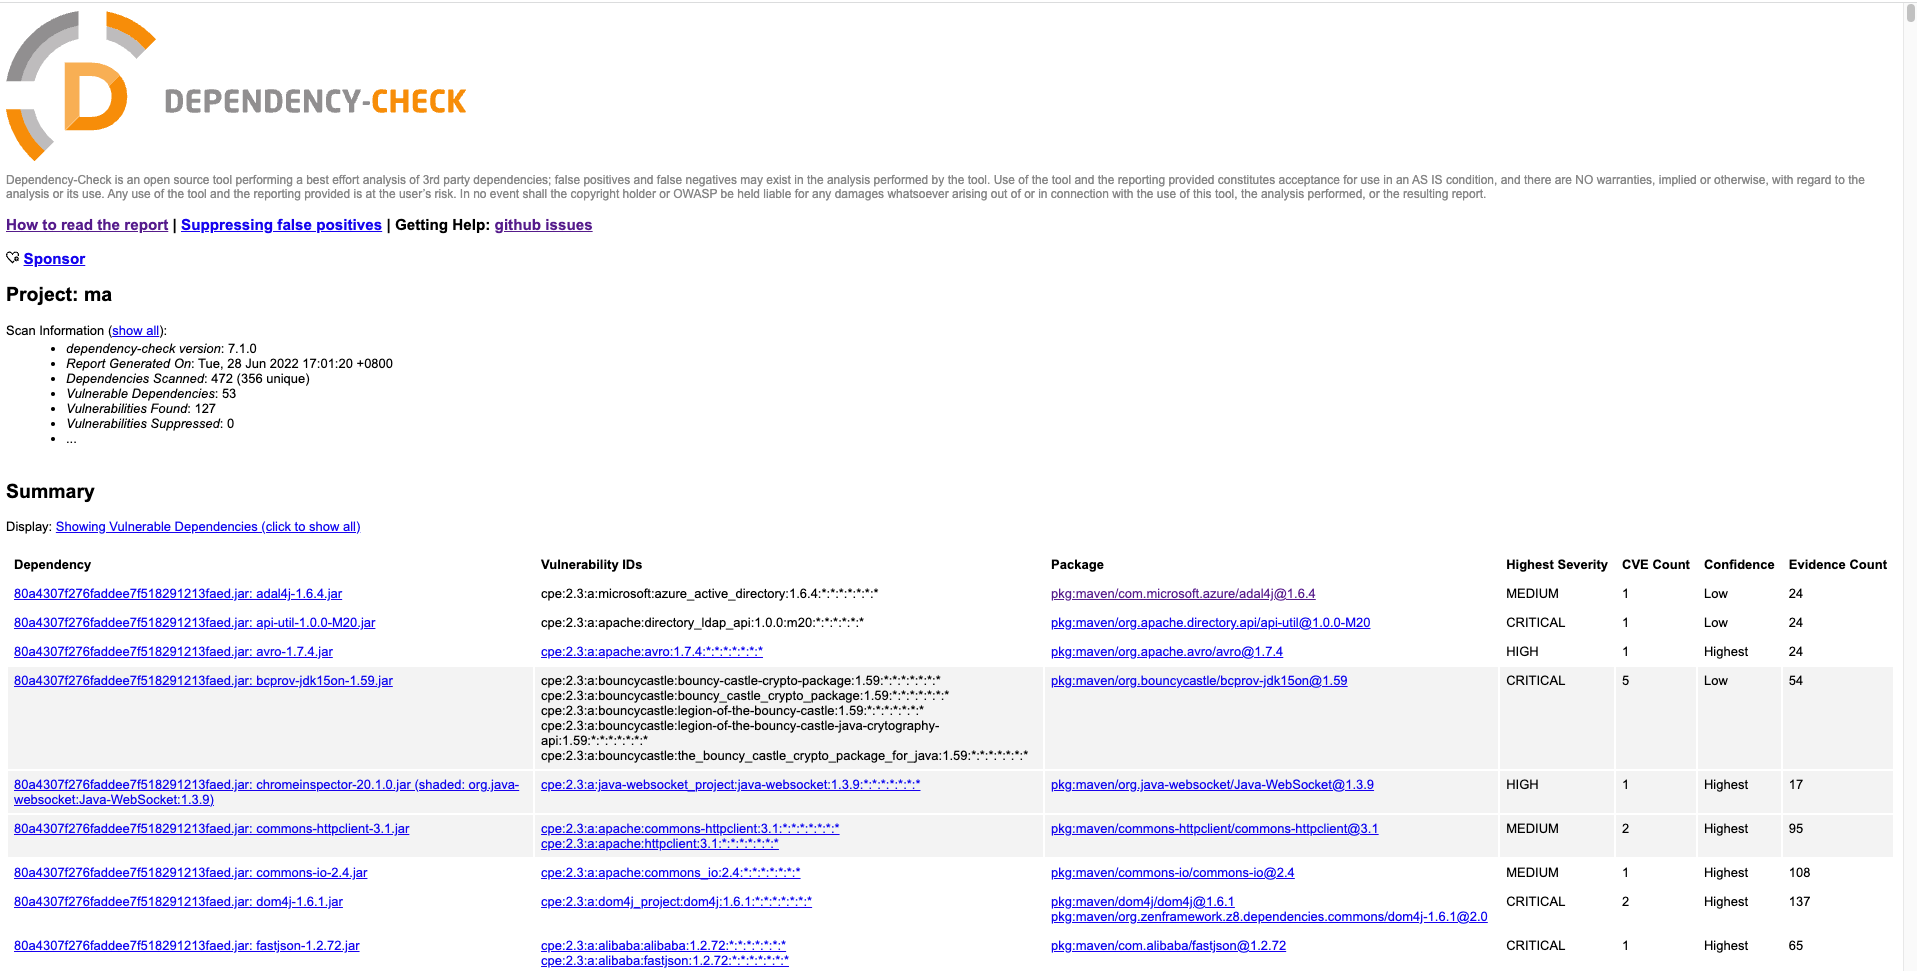 D DEPENDENCY-CHECK
Dependency-Check is an open source tool performing a best effort analysis of 3rd party dependencies; false positives and false negatives may exist in the analysis performed by the tool. Use of the tool and the reporting provided constitutes acceptance for use in an AS IS condition, and there are NO warranties, implied or otherwise, with regard to the
analysis or its use. Any use of the tool and the reporting provided is at the user's risk. In no event shall the copyright holder or OWASP be held liable for any damages whatsoever arising out of or in connection with the use of this tool, the analysis performed, or the resulting report.
How to read the report | Suppressing false positives | Getting Help: github issues
Sponsor
Project: ma
Scan Information (show all):
• dependency-check version: 7.1.0
• Report Generated On: Tue, 28 Jun 2022 17:01:20 +0800
• Dependencies Scanned: 472 (356 unique)
• Vulnerable Dependencies: 53
• Vulnerabilities Found: 127
• Vulnerabilities Suppressed: 0
• ...
Summary
Display: Showing Vulnerable Dependencies (click to show all)
Dependency Vulnerability IDs Package Highest Severity CVE Count Confidence Evidence Count
80a4307f276faddee7f518291213faed.jar: adal4j-1.6.4.jar cpe:2.3:a:microsoft:azure_active_directory:1.6.4:*:*:*:*:*:*:* pkg:maven/com.microsoft.azure/adal4j@1.6.4 MEDIUM 1 Low 24
80a4307f276faddee7f518291213faed.jar: api-util-1.0.0-M20.jar cpe:2.3:a:apache:directory_ldap_api:1.0.0:m20:*:*:*:*:*:* pkg:maven/org.apache.directory.api/api-util@1.0.0-M20 CRITICAL 1 Low 24
80a4307f276faddee7f518291213faed.jar: avro-1.7.4.jar cpe:2.3:a:apache:avro:1.7.4:*:*:*:*:*:*:* pkg:maven/org.apache.avro/avro@1.7.4 HIGH 1 Highest 24
80a4307f276faddee7f518291213faed.jar: bcprov-jdk15on-1.59.jar cpe:2.3:a:bouncycastle:bouncy-castle-crypto-package:1.59:*:*:*:*:*:*:* pkg:maven/org.bouncycastle/bcprov-jdk15on@1.59 CRITICAL 5 Low 54
cpe:2.3:a:bouncycastle:bouncy_castle_crypto_package:1.59:*:*:*:*:*:*:*
cpe:2.3:a:bouncycastle:legion-of-the-bouncy-castle:1.59:*:*:*:*:*:*:*
cpe:2.3:a:bouncycastle:legion-of-the-bouncy-castle-java-crytography-
api:1.59:*:*:*:*:*:*:*
cpe:2.3:a:bouncycastle:the_bouncy_castle_crypto_package_for_java:1.59:*:*:*:*:*:*:*
80a4307f276faddee7f518291213faed.jar: chromeinspector-20.1.0.jar (shaded: org.java- cpe:2.3:a:java-websocket_project:java-websocket:1.3.9:*:*:*:*:*:*:* pkg:maven/org.java-websocket/Java-WebSocket@1.3.9 HIGH 1 Highest 17
websocket:Java-WebSocket:1.3.9)
80a4307f276faddee7f518291213faed.jar: commons-httpclient-3.1.jar cpe:2.3:a:apache:commons-httpclient:3.1:*:*:*:*:*:*:* pkg:maven/commons-httpclient/commons-httpclient@3.1 MEDIUM 2 Highest 95
cpe:2.3:a:apache:httpclient:3.1:*:*:*:*:*:*:*
80a4307f276faddee7f518291213faed.jar: commons-io-2.4.jar cpe:2.3:a:apache:commons_io:2.4:*:*:*:*:*:*:* pkg:maven/commons-io/commons-io@2.4 MEDIUM 1 Highest 108
80a4307f276faddee7f518291213faed.jar: dom4j-1.6.1.jar cpe:2.3:a:dom4j_project:dom4j:1.6.1:*:*:*:*:*:*:* pkg:maven/dom4j/dom4j@1.6.1 CRITICAL 2 Highest 137
pkg:maven/org.zenframework.z8.dependencies.commons/dom4j-1.6.1@2.0
80a4307f276faddee7f518291213faed.jar: fastjson-1.2.72.jar cpe:2.3:a:alibaba:alibaba:1.2.72:*:*:*:*:*:*:* pkg:maven/com.alibaba/fastjson@1.2.72 CRITICAL 1 Highest 65
cpe:2.3:a:alibaba:fastjson:1.2.72:*:*:*:*:*:*:*